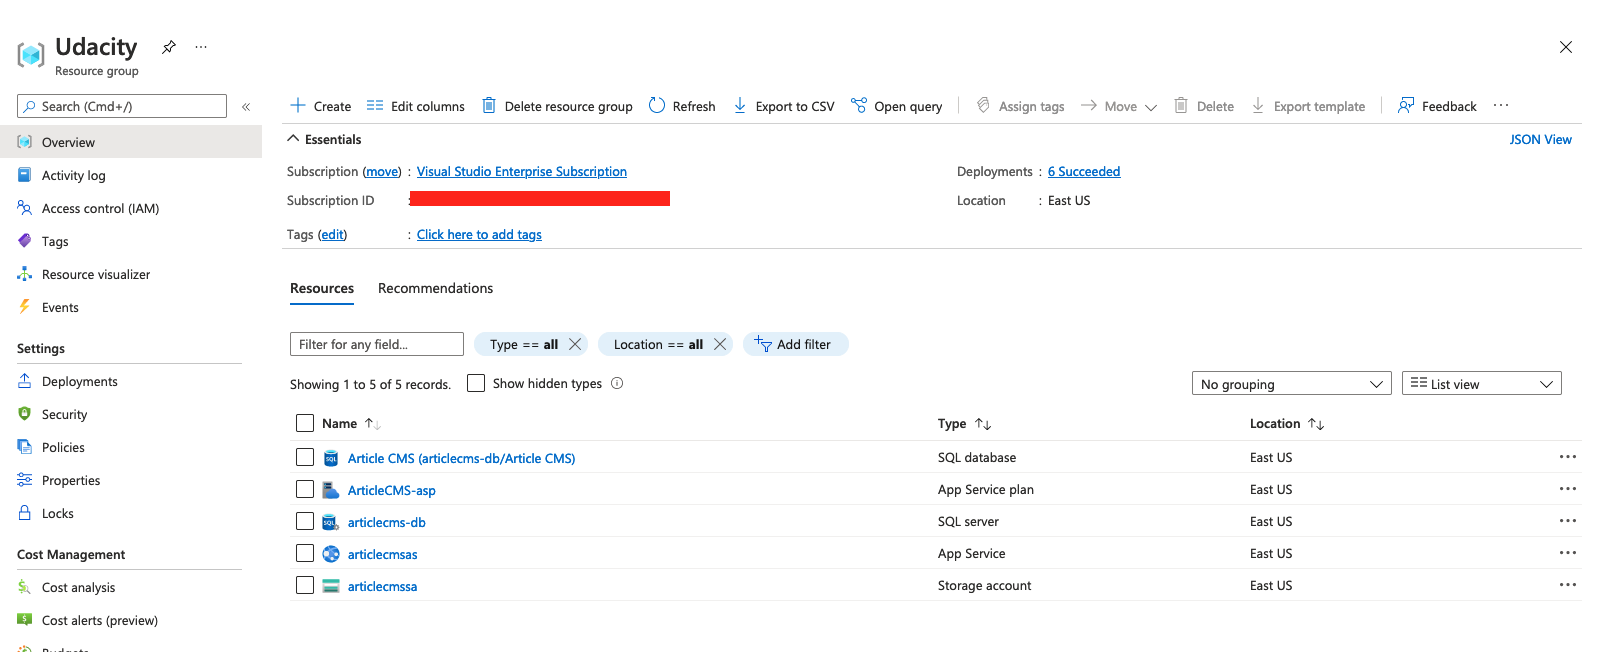 Udacity
Resource group
Search (Cmd+/)
Overview
Activity log
Access control (IAM)
Tags
Resource visualizer
Events
Settings
Deployments
Security
Policies
Properties
Locks
Cost Management
Cost analysis
Cost alerts (preview)
Budgets
Create Edit columns Delete resource group Refresh Export to CSV Open query Assign tags Move Delete Export template Feedback
Essentials JSON View
Subscription (move) : Visual Studio Enterprise Subscription Deployments : 6 Succeeded
Subscription ID : Location : East US
Tags (edit) : Click here to add tags
Resources Recommendations
Filter for any field... Type == all Location == all Add filter
Showing 1 to 5 of 5 records. Show hidden types No grouping List view
Name Type Location
Article CMS (articlecms-db/Article CMS) SQL database East US
ArticleCMS-asp App Service plan East US
articlecms-db SQL server East US
articlecmsas App Service East US
articlecmssa Storage account East US